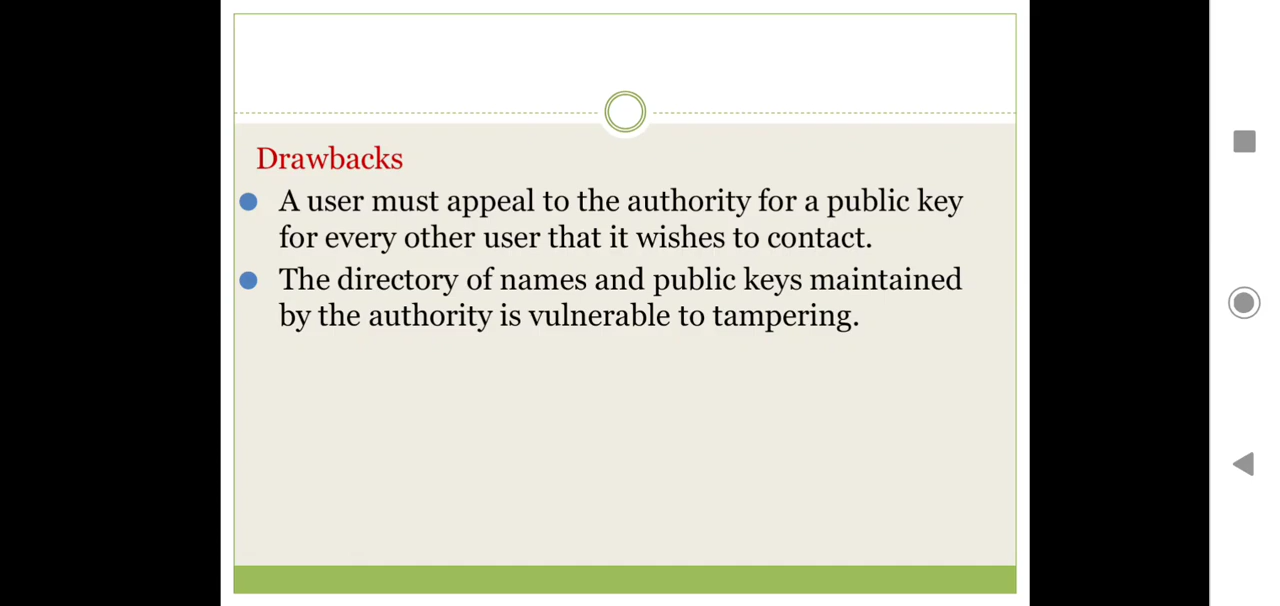 Drawbacks
A user must appeal to the authority for a public key
for every other user that it wishes to contact.
The directory of names and public keys maintained
by the authority is vulnerable to tampering.